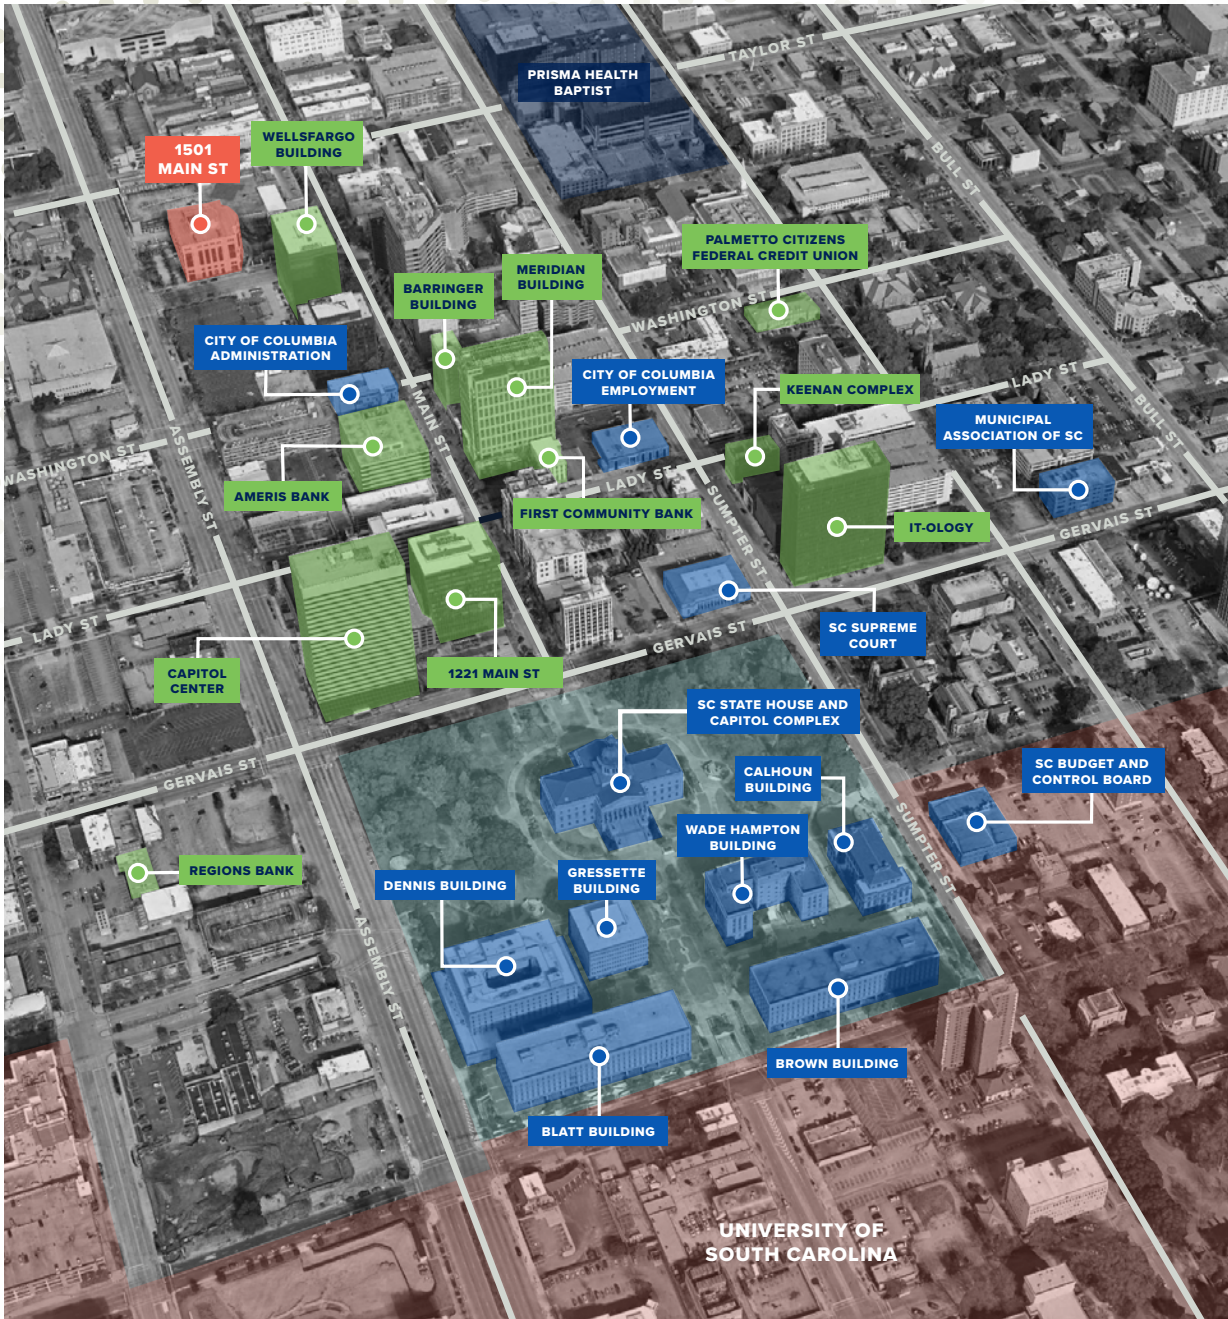 TAYLOR ST
PRISMA HEALTH
BAPTIST
WELLSFARGO
BUILDING
1501
MAIN ST
BULL ST
PALMETTO CITIZENS
FEDERAL CREDIT UNION
MERIDIAN
BUILDING
BARRINGER
BUILDING
WASHINGTON ST
CITY OF COLUMBIA
ADMINISTRATION
CITY OF COLUMBIA
EMPLOYMENT
KEENAN COMPLEX
LADY ST
MAIN ST
MUNICIPAL
ASSOCIATION OF SC
BULL ST
ASSEMBLY ST
WASHINGTON ST
AMERIS BANK
LADY ST
FIRST COMMUNITY BANK
SUMPTER ST
IT-OLOGY
GERVAIS ST
LADY ST
GERVAIS ST
SC SUPREME
COURT
CAPITOL
CENTER
1221 MAIN ST
SC STATE HOUSE AND
CAPITOL COMPLEX
GERVAIS ST
CALHOUN
BUILDING
SC BUDGET AND
CONTROL BOARD
WADE HAMPTON
BUILDING
SUMPTER ST
REGIONS BANK
DENNIS BUILDING
GRESSETTE
BUILDING
ASSEMBLY ST
BROWN BUILDING
BLATT BUILDING
UNIVERSITY OF
SOUTH CAROLINA